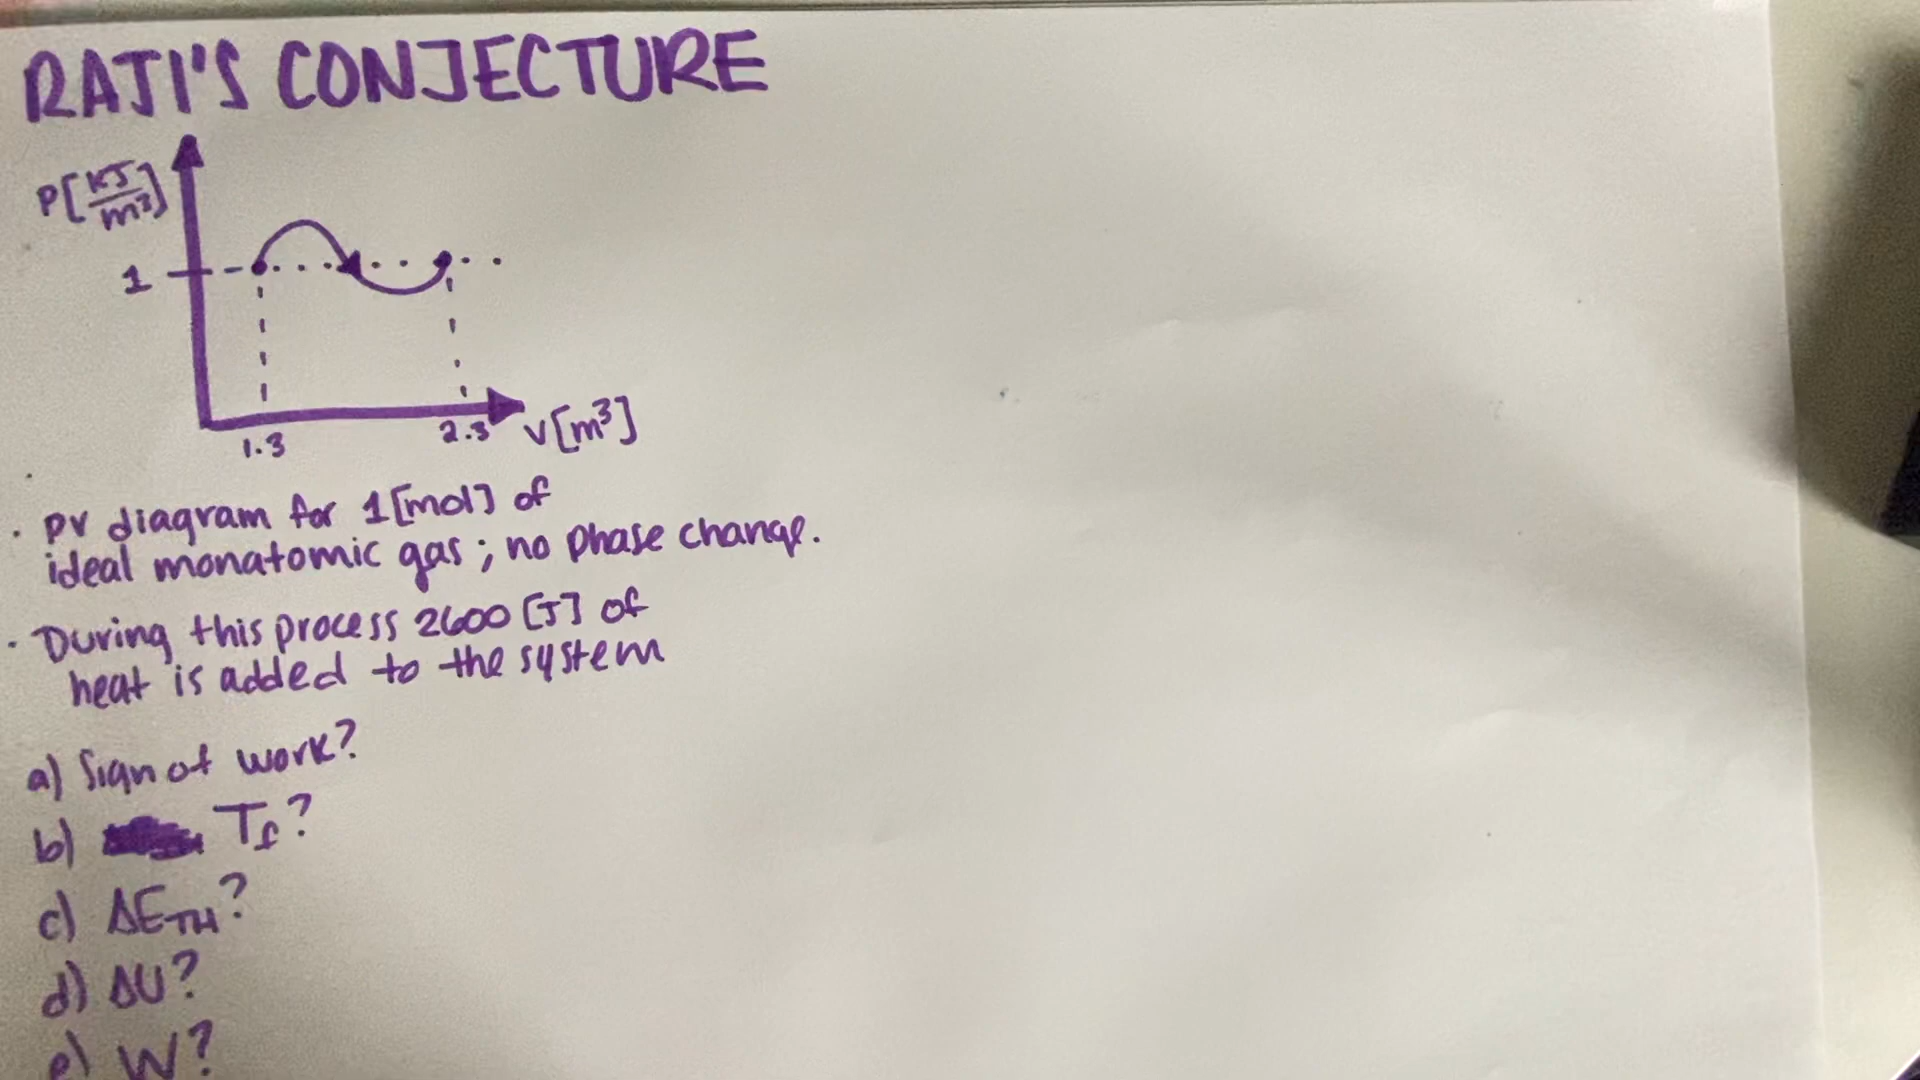 RAJI'S CONJECTURE
P[KJ/m³]
1
1.3
2.3
V[m³]
· PV diagram for 1[mol] of
ideal monatomic gas; no phase change.
· During this process 2600 [J] of
heat is added to the system
a) Sign of work?
b) Tf?
c) ΔETH?
d) ΔU?
e) W?